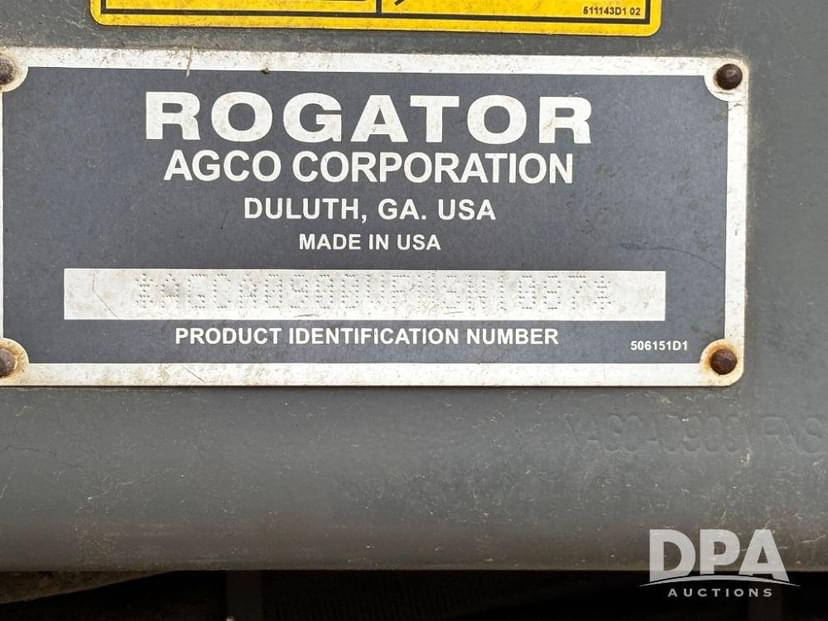 511143D1 02
ROGATOR
AGCO CORPORATION
DULUTH, GA. USA
MADE IN USA
PRODUCT IDENTIFICATION NUMBER
506151D1
DPA
AUCTIONS